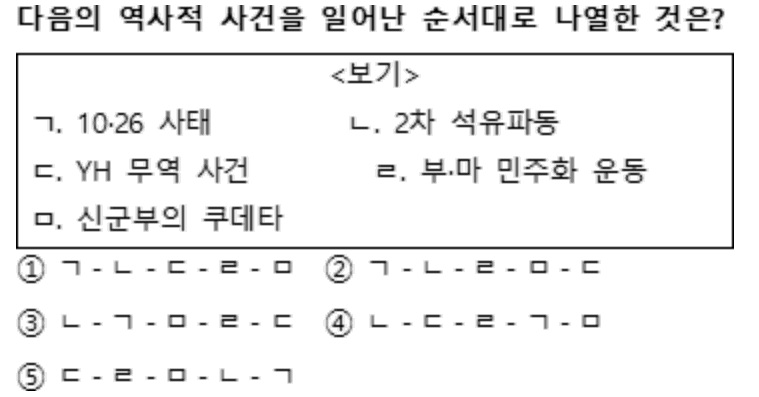 다음의 역사적 사건을 일어난 순서대로 나열한 것은?
<보기>
ㄱ. 10·26 사태 ㄴ. 2차 석유파동
ㄷ. YH 무역 사건 ㄹ. 부·마 민주화 운동
ㅁ. 신군부의 쿠데타
① ㄱ - ㄴ - ㄷ - ㄹ - ㅁ ② ㄱ - ㄴ - ㄹ - ㅁ - ㄷ
③ ㄴ - ㄱ - ㅁ - ㄹ - ㄷ ④ ㄴ - ㄷ - ㄹ - ㄱ - ㅁ
⑤ ㄷ - ㄹ - ㅁ - ㄴ - ㄱ